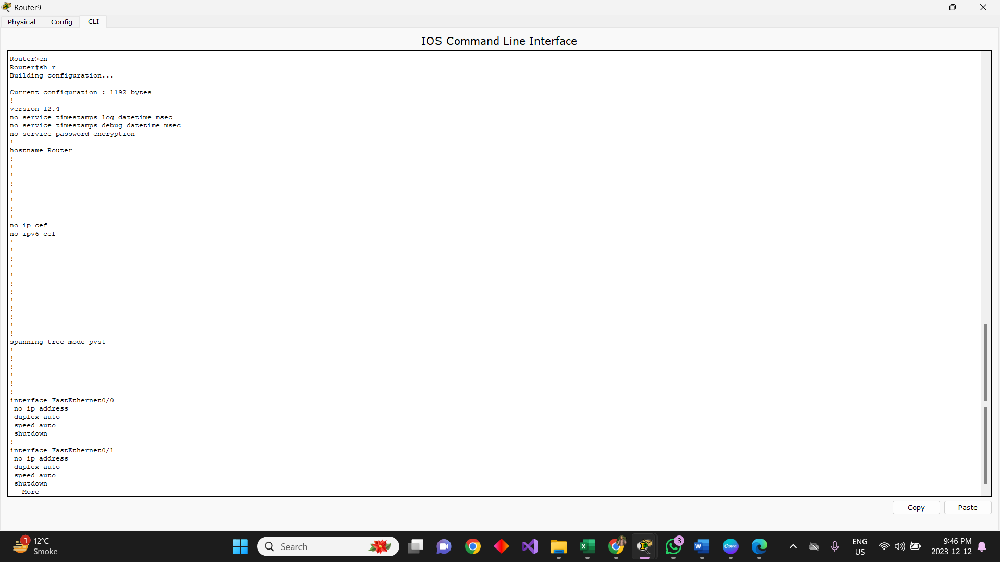 Router9
Physical Config CLI
IOS Command Line Interface
Router>en
Router#sh r
Building configuration...
Current configuration : 1192 bytes
!
version 12.4
no service timestamps log datetime msec
no service timestamps debug datetime msec
no service password-encryption
!
hostname Router
!
!
!
!
!
!
!
!
no ip cef
no ipv6 cef
!
!
!
!
!
!
!
!
!
!
!
!
spanning-tree mode pvst
!
!
!
!
!
!
interface FastEthernet0/0
 no ip address
 duplex auto
 speed auto
 shutdown
!
interface FastEthernet0/1
 no ip address
 duplex auto
 speed auto
 shutdown
 --More--
Copy Paste
1 12°C
Smoke
Search
3
Canva
ENG
US
9:46 PM
2023-12-12